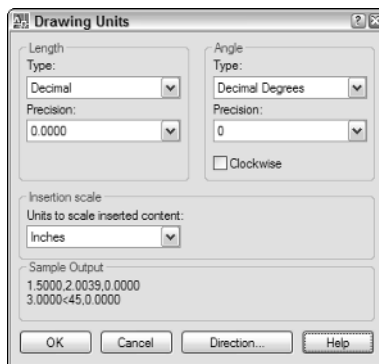 Drawing Units
Length
Type:
Decimal
Precision:
0.0000
Angle
Type:
Decimal Degrees
Precision:
0
Clockwise
Insertion scale
Units to scale inserted content:
Inches
Sample Output
1.5000,2.0039,0.0000
3.0000<45,0.0000
OK Cancel Direction... Help